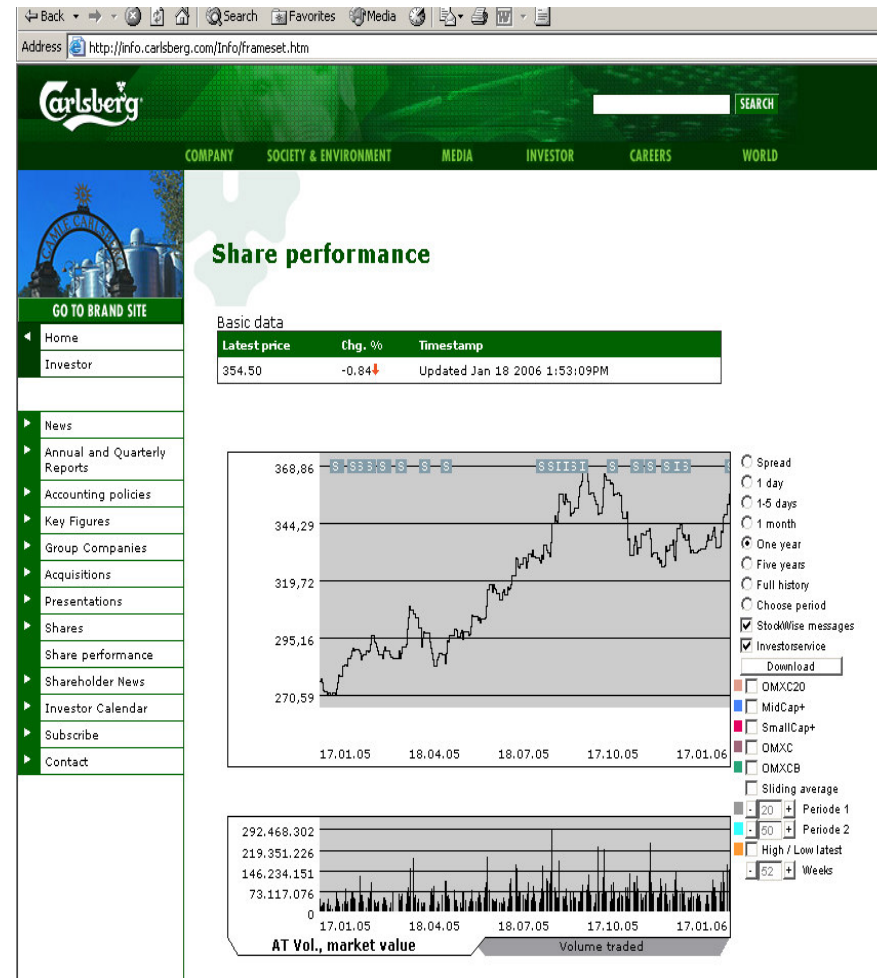 Back Search Favorites Media
Address http://info.carlsberg.com/Info/frameset.htm
Carlsberg
SEARCH
COMPANY SOCIETY & ENVIRONMENT MEDIA INVESTOR CAREERS WORLD
GAMLE CARLSBERG
GO TO BRAND SITE
Home
Investor
News
Annual and Quarterly
Reports
Accounting policies
Key Figures
Group Companies
Acquisitions
Presentations
Shares
Share performance
Shareholder News
Investor Calendar
Subscribe
Contact
Share performance
Basic data
Latest price Chg. % Timestamp
354.50 -0.84 Updated Jan 18 2006 1:53:09PM
368,86
344,29
319,72
295,16
270,59
17.01.05 18.04.05 18.07.05 17.10.05 17.01.06
Spread
1 day
1-5 days
1 month
One year
Five years
Full history
Choose period
StockWise messages
Investorservice
Download
OMXC20
MidCap+
SmallCap+
OMXC
OMXCB
Sliding average
- 20 + Periode 1
- 50 + Periode 2
High / Low latest
- 52 + Weeks
292.468.302
219.351.226
146.234.151
73.117.076
0
17.01.05 18.04.05 18.07.05 17.10.05 17.01.06
AT Vol., market value Volume traded